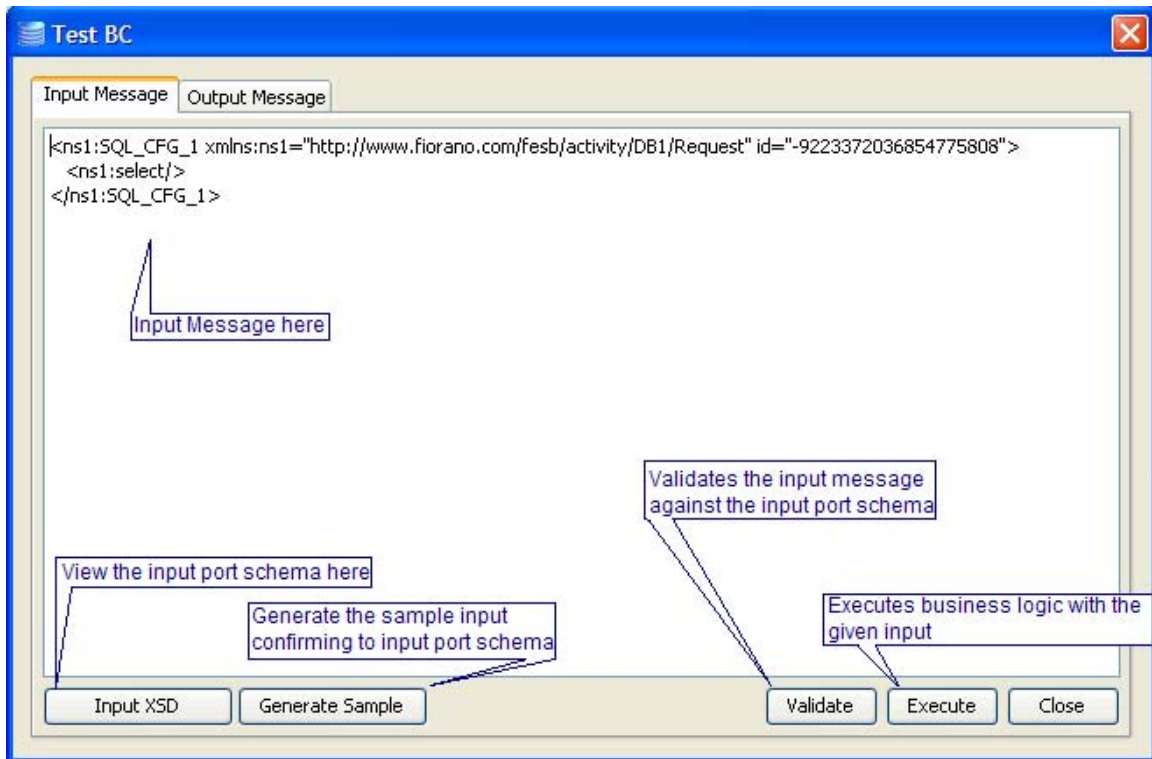 Test BC
Input Message
Output Message
<ns1:SQL_CFG_1 xmlns:ns1="http://www.fiorano.com/fesb/activity/DB1/Request" id="-9223372036854775808">
<ns1:select/>
</ns1:SQL_CFG_1>
Input Message here
Validates the input message
against the input port schema
View the input port schema here
Generate the sample input
confirming to input port schema
Executes business logic with the
given input
Input XSD
Generate Sample
Validate
Execute
Close